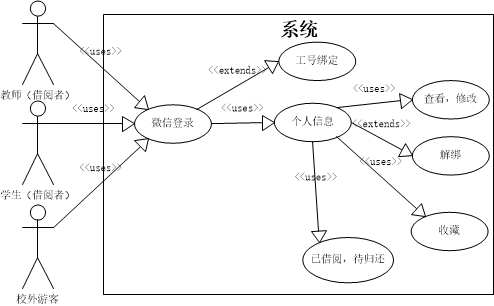 系统
<<uses>>
工号绑定
<<extends>>
教师（借阅者）
<<uses>>
<<uses>>
查看，修改
<<uses>>
微信登录
个人信息
<<extends>>
解绑
<<uses>>
<<uses>>
<<uses>>
学生（借阅者）
收藏
已借阅，待归还
校外游客